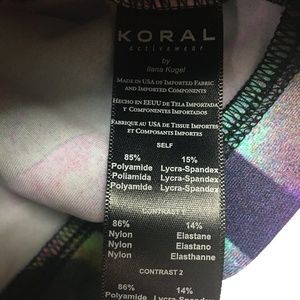 KORAL
activewear
by
Ilana Kugel
MADE IN USA OF IMPORTED FABRIC
AND IMPORTED COMPONENTS
HECHO EN EEUU DE TELA IMPORTADA
Y COMPONENTES IMPORTADOS
FABRIQUE AU USA DE TISSUE IMPORTES
ET COMPOSANTS IMPORTES
SELF
85% 15%
Polyamide Lycra-Spandex
Poliamida Lycra-Spandex
Polyamide Lycra-Spandex
CONTRAST 1
86% 14%
Nylon Elastane
Nylon Elastano
Nylon Elasthanne
CONTRAST 2
86% 14%
Polyamide